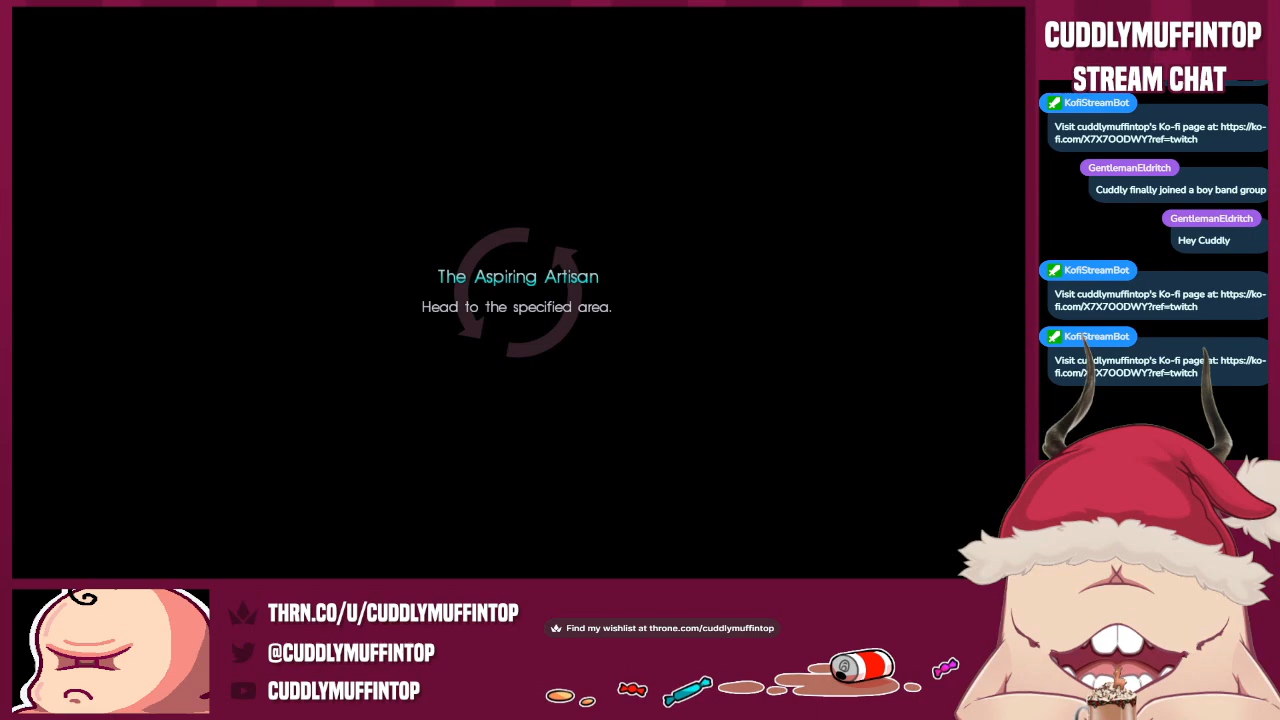 The Aspiring Artisan
Head to the specified area.
CUDDLYMUFFINTOP
STREAM CHAT
KofiStreamBot
Visit cuddlymuffintop's Ko-fi page at: https://ko-
fi.com/X7X7OODWY?ref=twitch
GentlemanEldritch
Cuddly finally joined a boy band group
GentlemanEldritch
Hey Cuddly
KofiStreamBot
Visit cuddlymuffintop's Ko-fi page at: https://ko-
fi.com/X7X7OODWY?ref=twitch
KofiStreamBot
Visit cuddlymuffintop's Ko-fi page at: https://ko-
fi.com/X7X7OODWY?ref=twitch
THRN.CO/U/CUDDLYMUFFINTOP
@CUDDLYMUFFINTOP
CUDDLYMUFFINTOP
Find my wishlist at throne.com/cuddlymuffintop